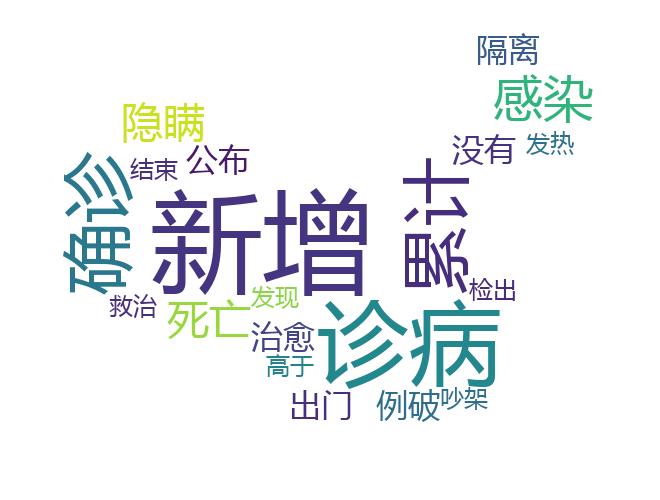 隔离
感染
隐瞒
没有
发热
结束
公布
确诊
新增
累计
检出
救治
死亡
发现
治愈
诊病
高于
出门
例破
吵架